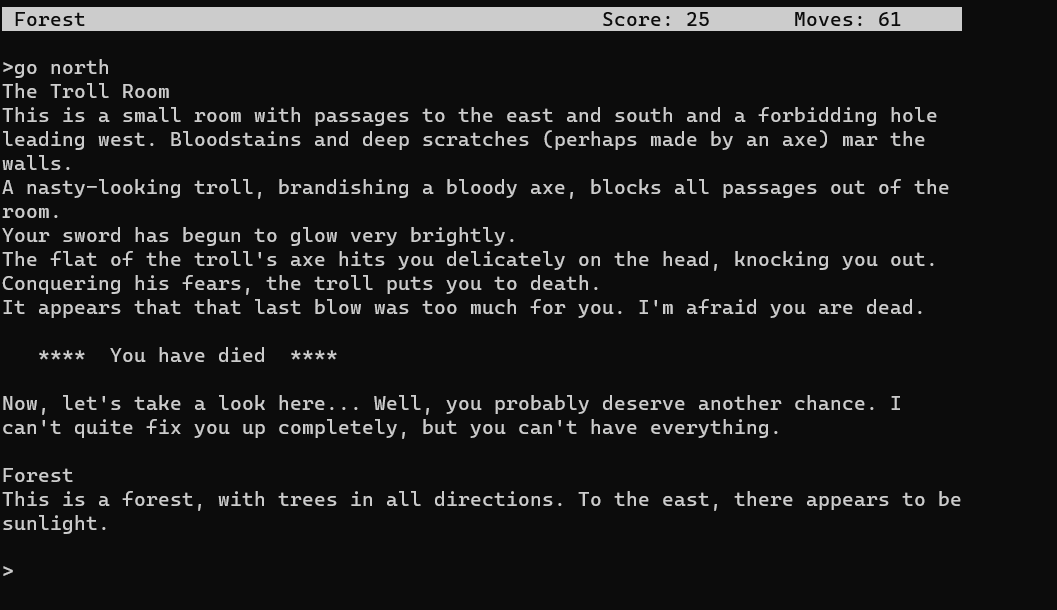 Forest Score: 25 Moves: 61
>go north
The Troll Room
This is a small room with passages to the east and south and a forbidding hole
leading west. Bloodstains and deep scratches (perhaps made by an axe) mar the
walls.
A nasty-looking troll, brandishing a bloody axe, blocks all passages out of the
room.
Your sword has begun to glow very brightly.
The flat of the troll's axe hits you delicately on the head, knocking you out.
Conquering his fears, the troll puts you to death.
It appears that that last blow was too much for you. I'm afraid you are dead.
**** You have died ****
Now, let's take a look here... Well, you probably deserve another chance. I
can't quite fix you up completely, but you can't have everything.
Forest
This is a forest, with trees in all directions. To the east, there appears to be
sunlight.
>